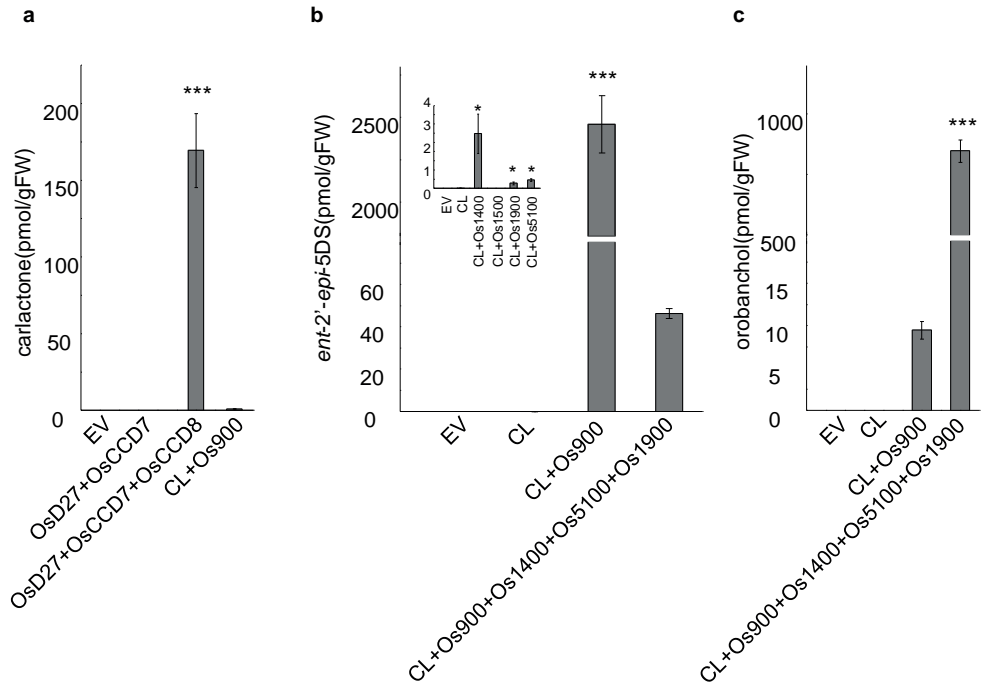 a
carlactone(pmol/gFW)
200
150
100
50
0
***
EV
OsD27+OsCCD7
OsD27+OsCCD7+OsCCD8
CL+Os900
b
ent-2'-epi-5DS(pmol/gFW)
2500
2000
60
40
20
0
4
3
2
1
0
*
*
*
EV
CL
CL+Os1400
CL+Os1500
CL+Os1900
CL+Os5100
***
EV
CL
CL+Os900
CL+Os900+Os1400+Os5100+Os1900
c
orobanchol(pmol/gFW)
1000
500
15
10
5
0
***
EV
CL
CL+Os900
CL+Os900+Os1400+Os5100+Os1900